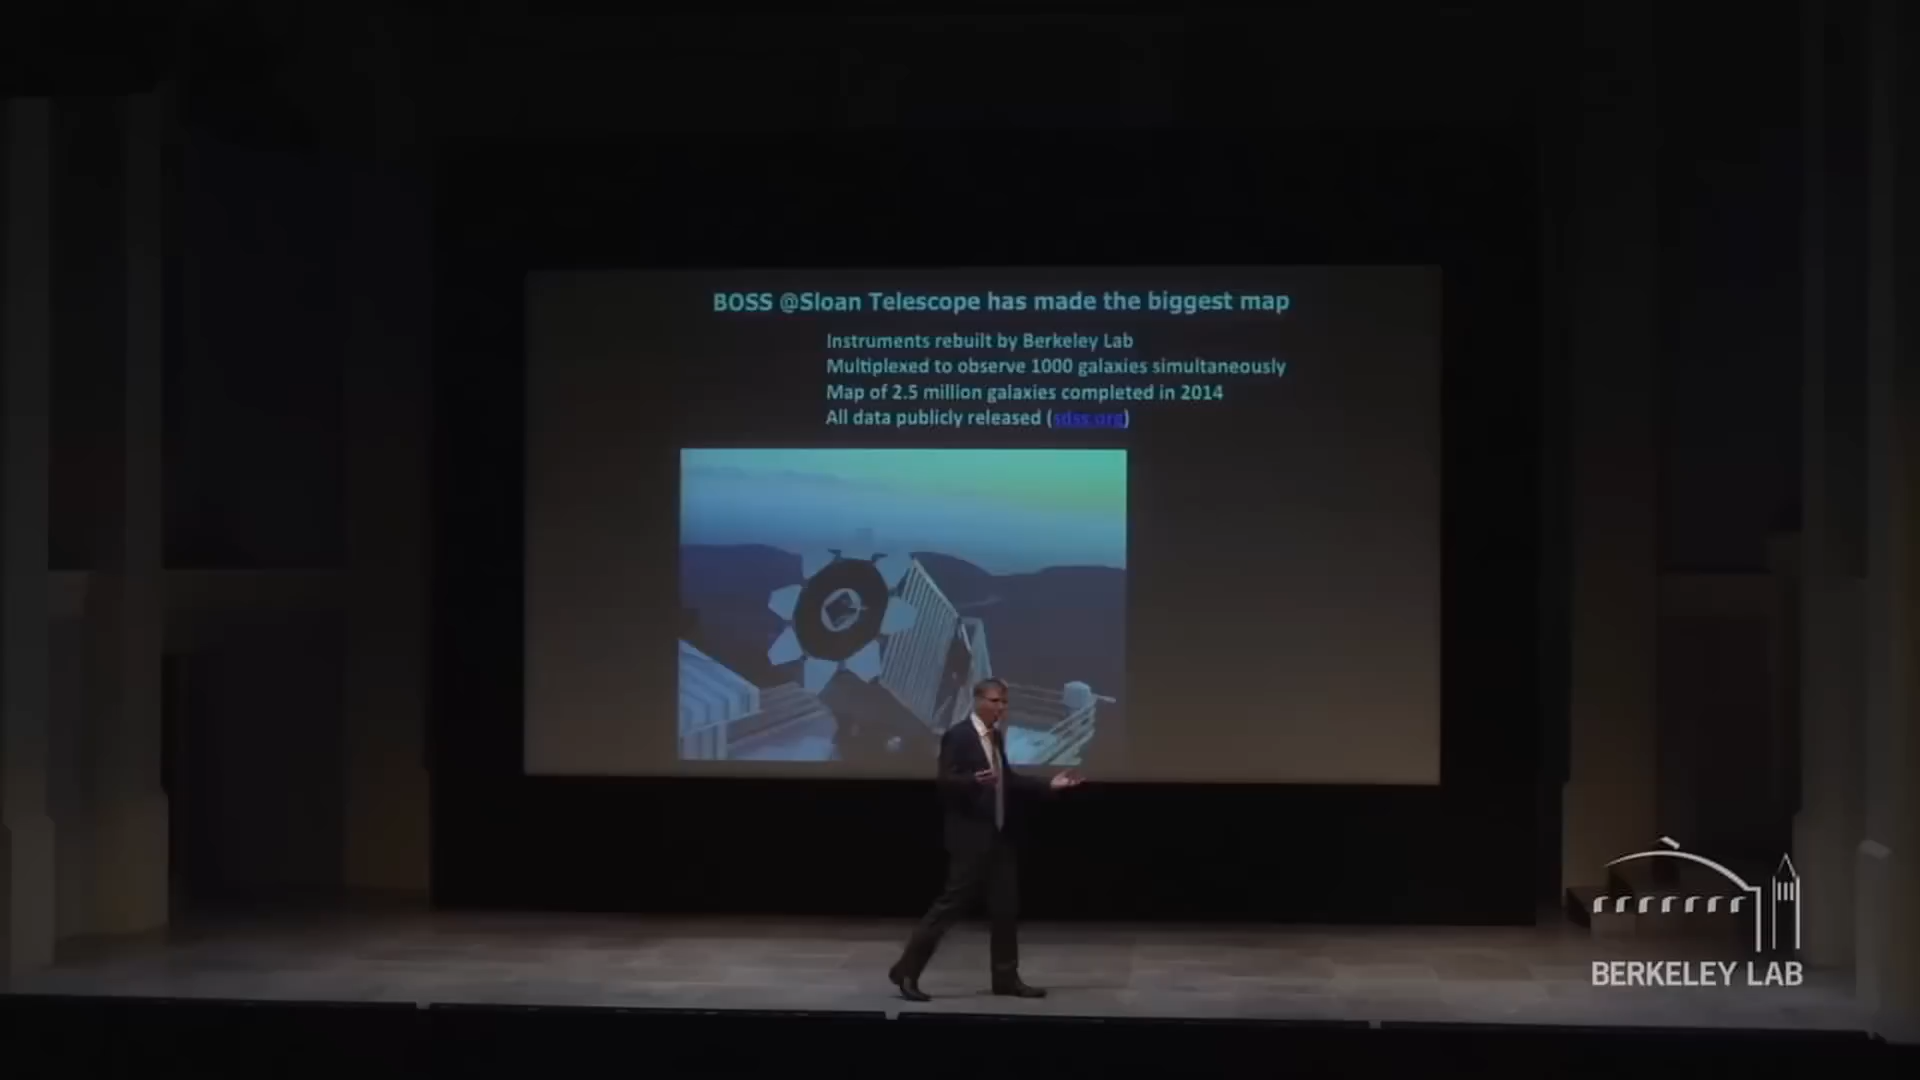 BOSS @Sloan Telescope has made the biggest map
Instruments rebuilt by Berkeley Lab
Multiplexed to observe 1000 galaxies simultaneously
Map of 2.5 million galaxies completed in 2014
All data publicly released (sdss.org)
BERKELEY LAB